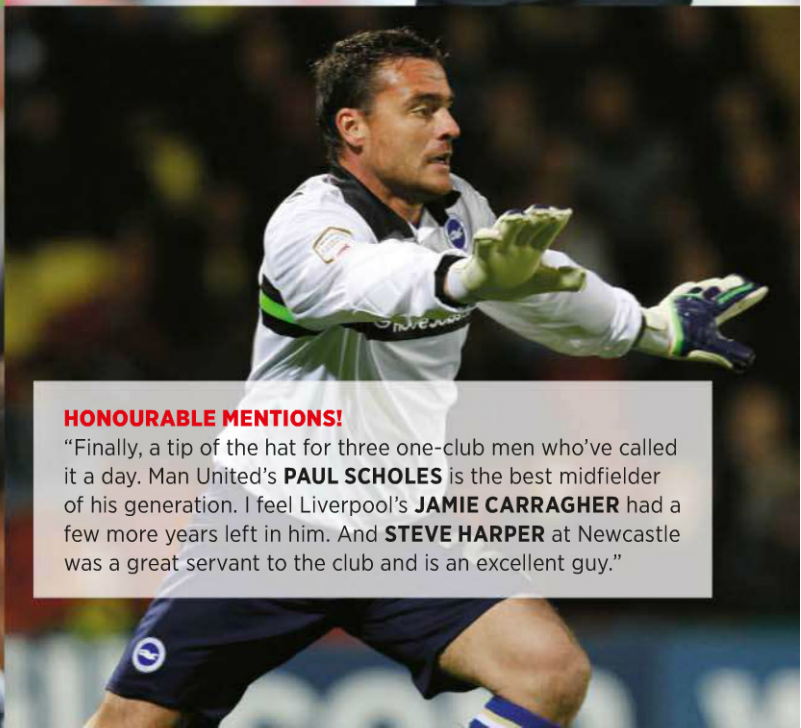 HONOURABLE MENTIONS!
“Finally, a tip of the hat for three one-club men who’ve called
it a day. Man United’s PAUL SCHOLES is the best midfielder
of his generation. I feel Liverpool’s JAMIE CARRAGHER had a
few more years left in him. And STEVE HARPER at Newcastle
was a great servant to the club and is an excellent guy.”